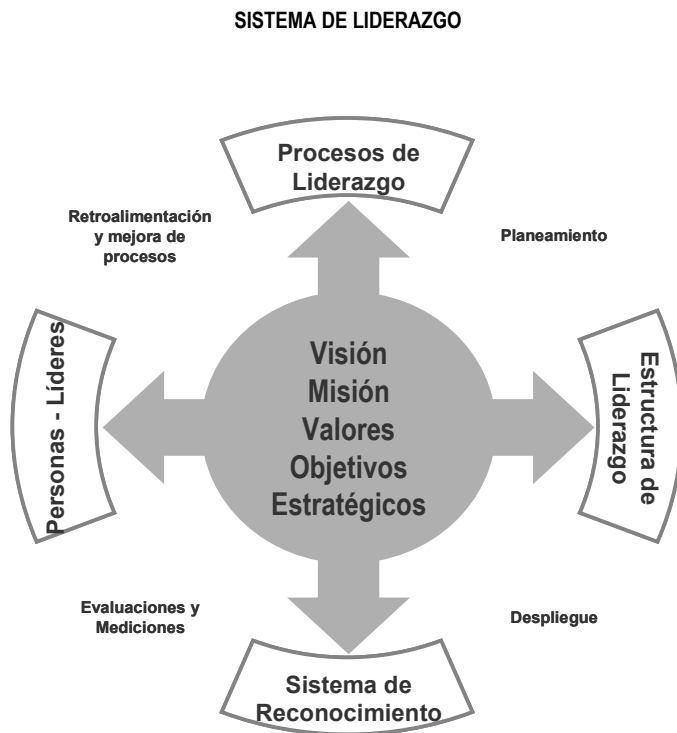 SISTEMA DE LIDERAZGO
Procesos de
Liderazgo
Retroalimentación
y mejora de
procesos
Planeamiento
Personas - Líderes
Visión
Misión
Valores
Objetivos
Estratégicos
Estructura de
Liderazgo
Evaluaciones y
Mediciones
Despliegue
Sistema de
Reconocimiento